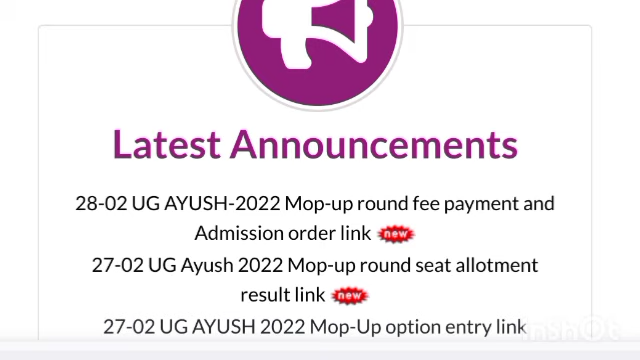 Latest Announcements
28-02 UG AYUSH-2022 Mop-up round fee payment and
Admission order link new
27-02 UG Ayush 2022 Mop-up round seat allotment
result link new
27-02 UG AYUSH 2022 Mop-Up option entry link
InShOt